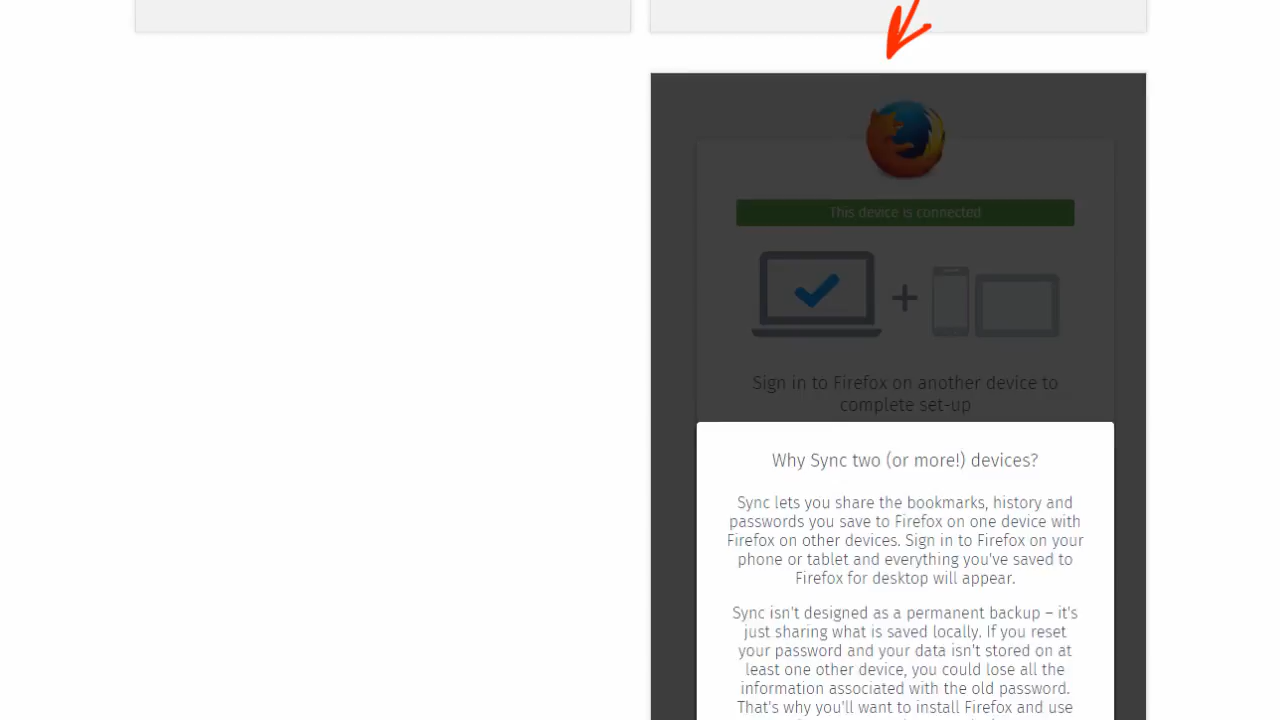 This device is connected
Sign in to Firefox on another device to
complete set-up
Why Sync two (or more!) devices?
Sync lets you share the bookmarks, history and
passwords you save to Firefox on one device with
Firefox on other devices. Sign in to Firefox on your
phone or tablet and everything you've saved to
Firefox for desktop will appear.
Sync isn't designed as a permanent backup – it's
just sharing what is saved locally. If you reset
your password and your data isn't stored on at
least one other device, you could lose all the
information associated with the old password.
That's why you'll want to install Firefox and use